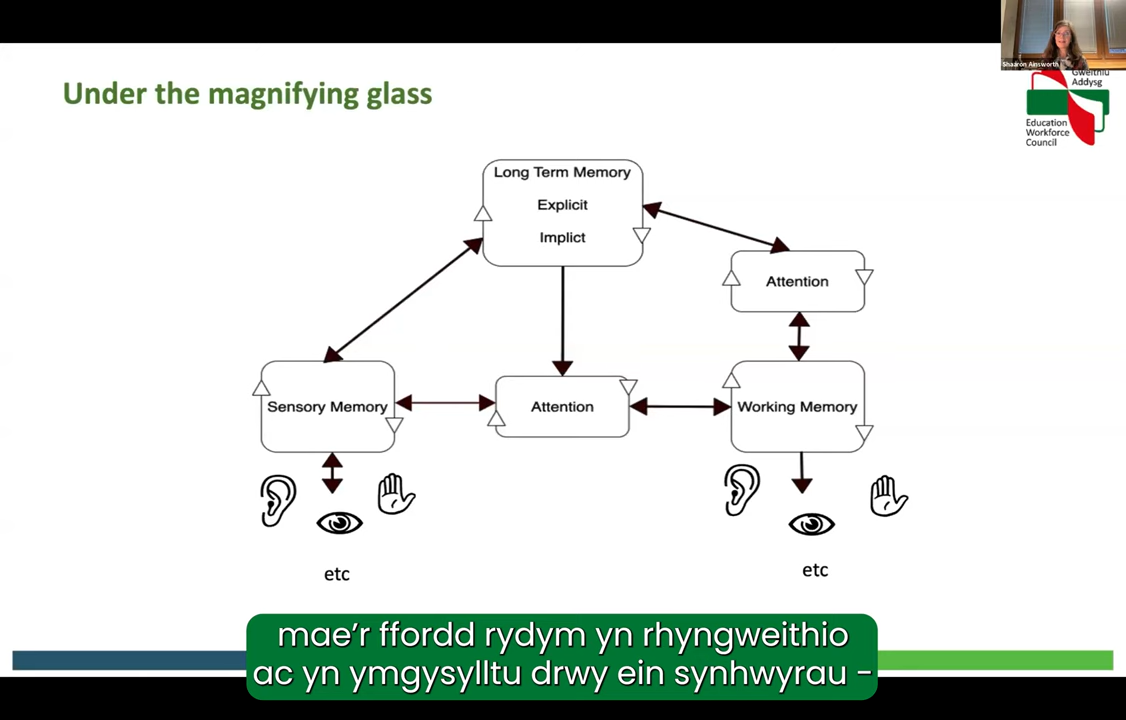 Shaaron Ainsworth
Under the magnifying glass
Gweithlu
Addysg
Education
Workforce
Council
Long Term Memory
Explicit
Implict
Attention
Sensory Memory
Attention
Working Memory
etc
etc
mae’r ffordd rydym yn rhyngweithio
ac yn ymgysylltu drwy ein synhwyrau -